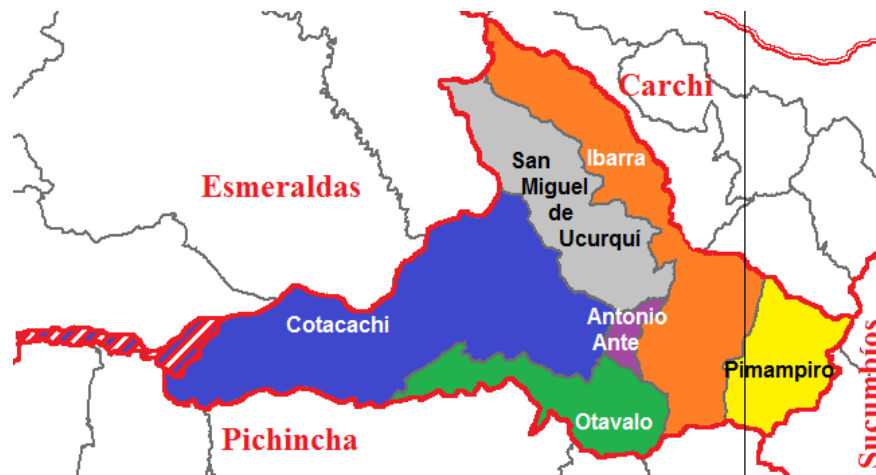 Carchi
San
Miguel
de
Ucurquí
Ibarra
Esmeraldas
Cotacachi
Antonio
Ante
Pimampiro
Otavalo
Pichincha
Sucumbíos